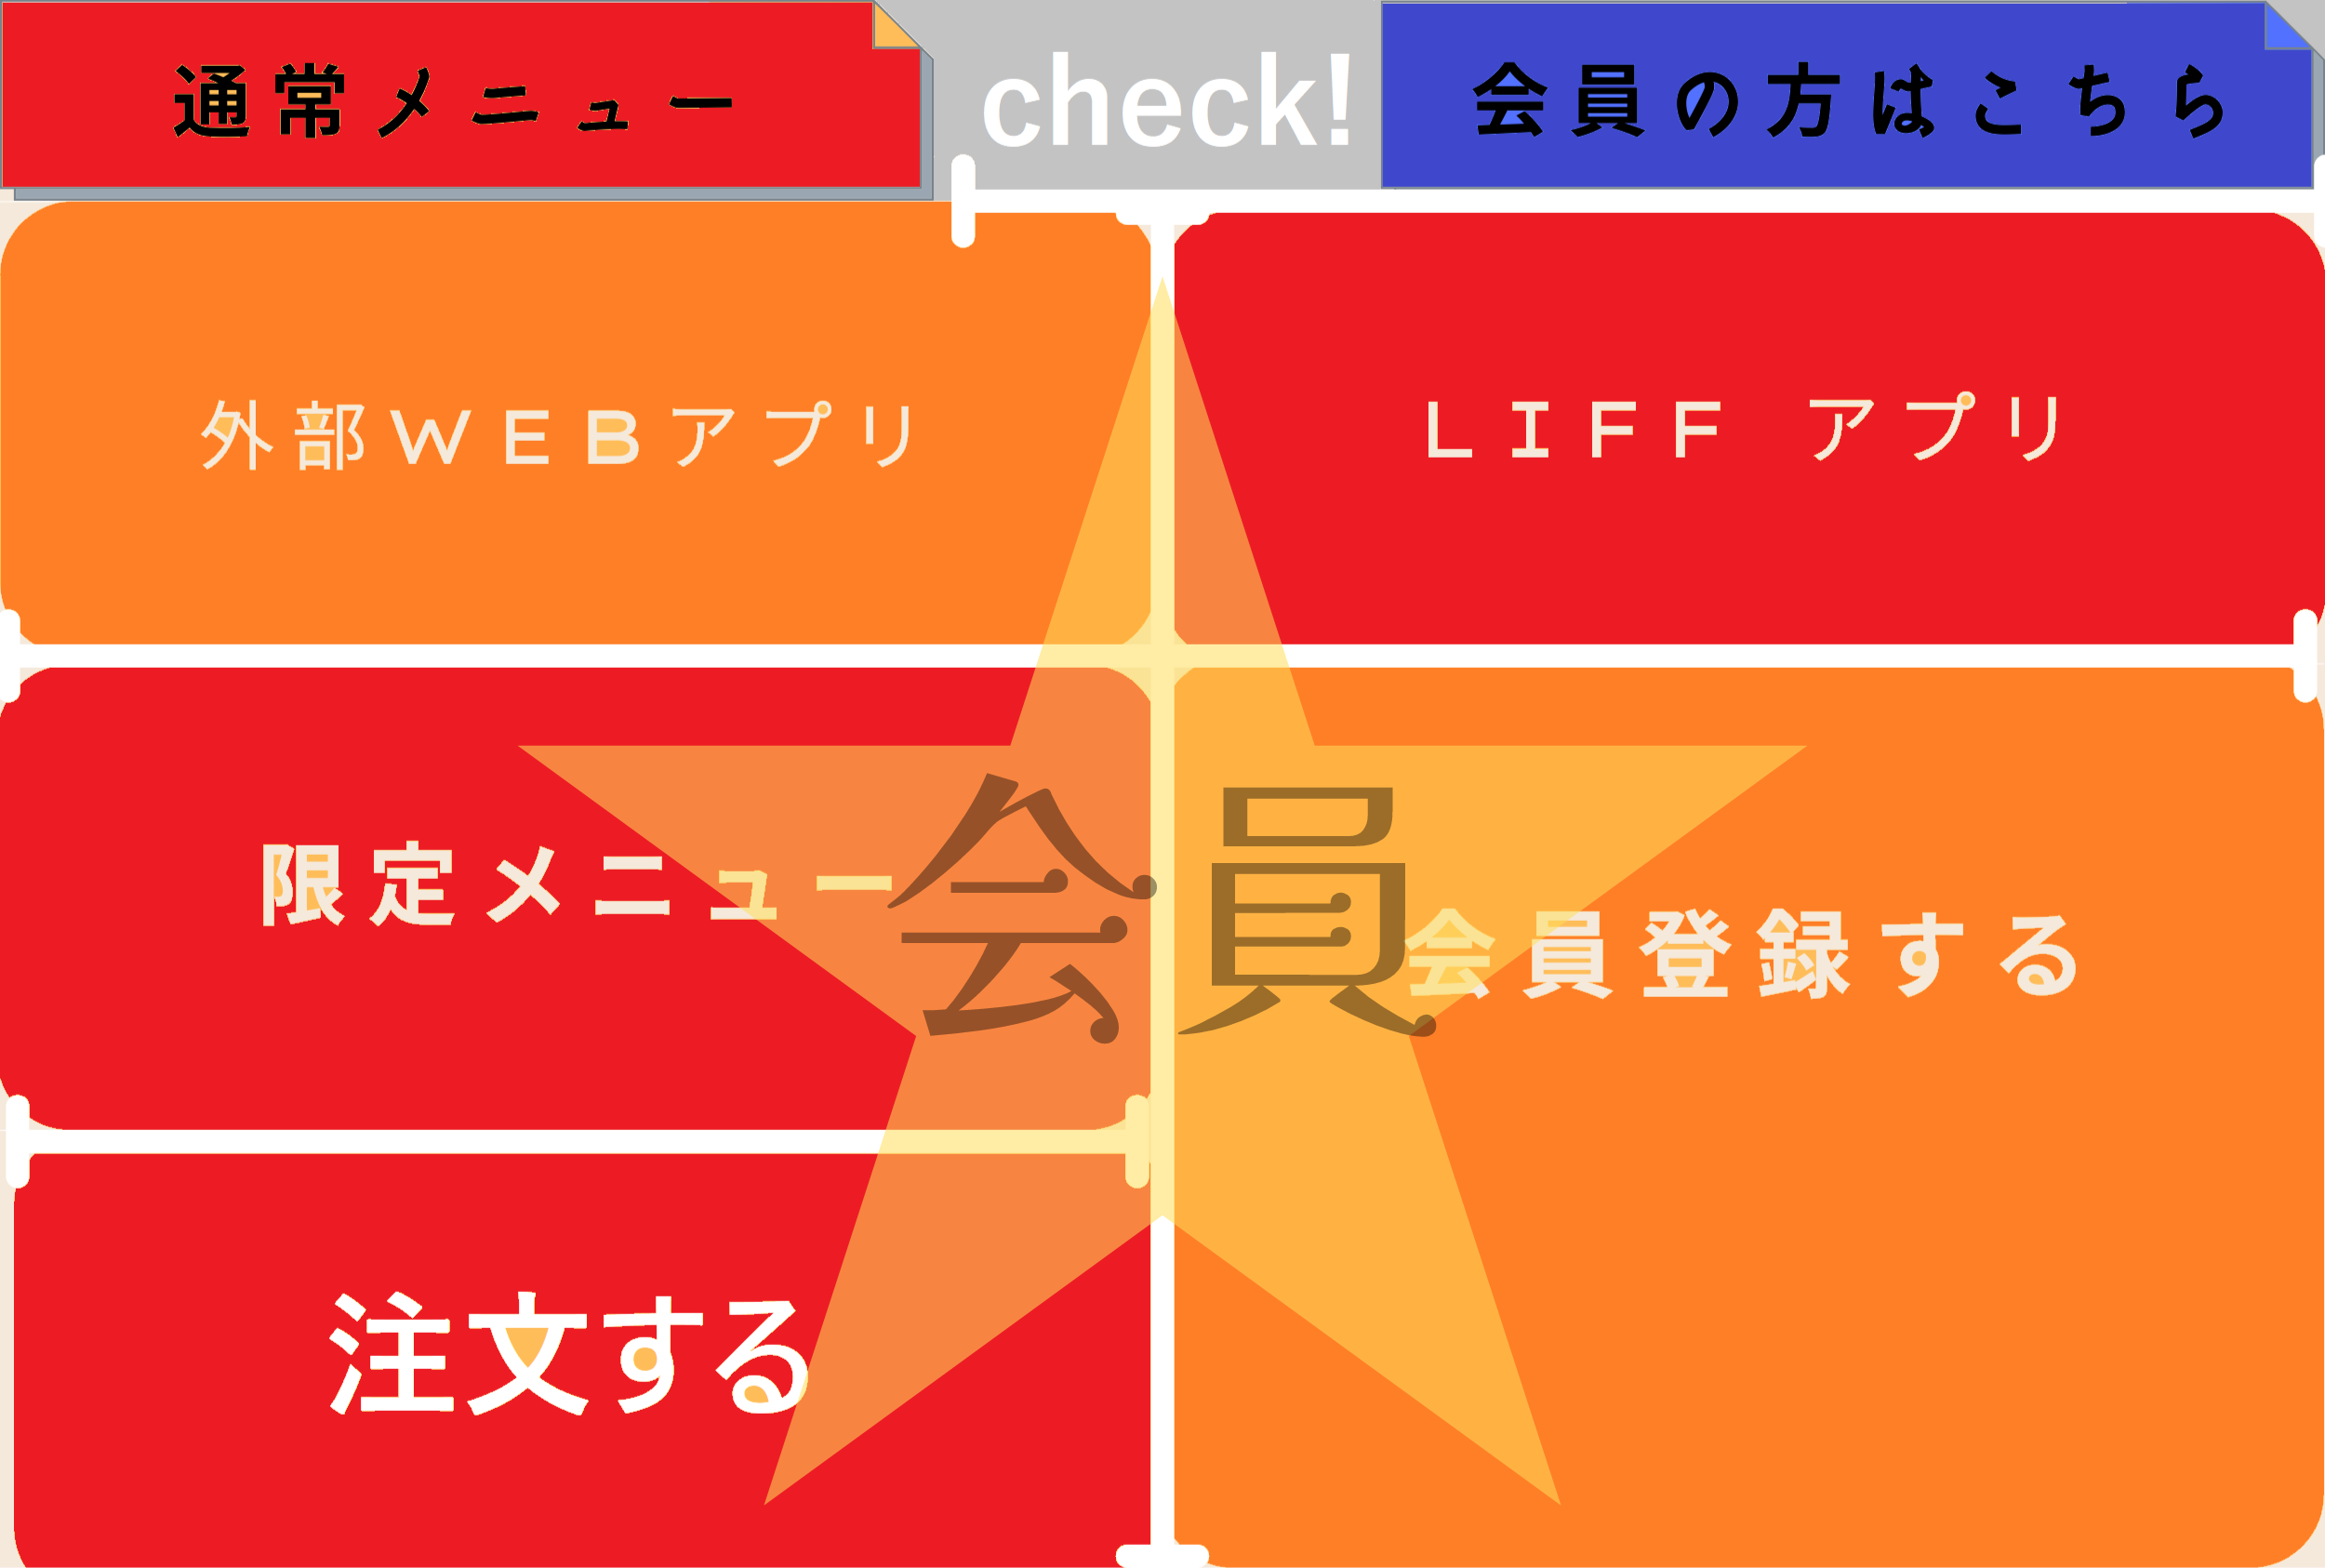 通常メニュー
check!
会員の方はこちら
外部WEBアプリ
LIFF アプリ
限定メニュー
会員
会員登録する
注文する